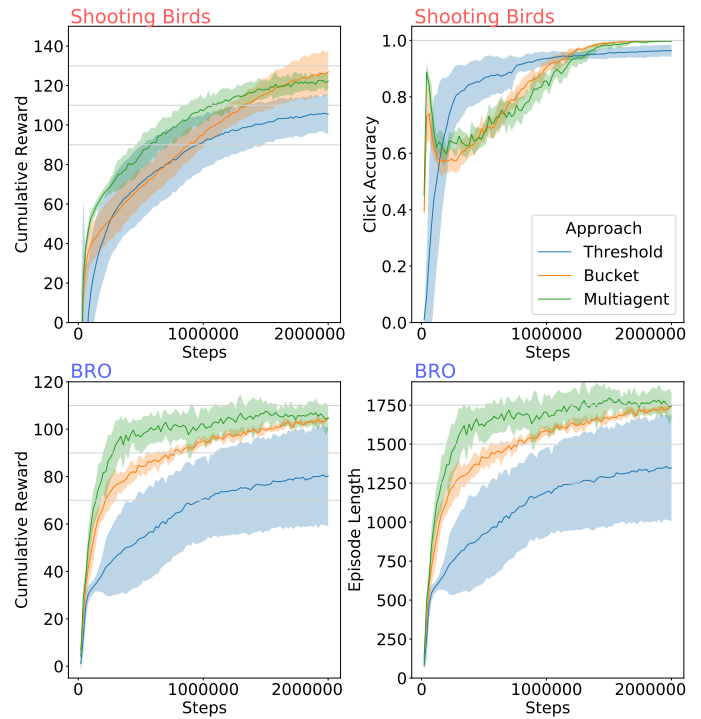 Shooting Birds
Cumulative Reward
140
120
100
80
60
40
20
0
0 1000000 2000000
Steps
Shooting Birds
Click Accuracy
1.0
0.8
0.6
0.4
0.2
0.0
Approach
Threshold
Bucket
Multiagent
0 1000000 2000000
Steps
BRO
Cumulative Reward
120
100
80
60
40
20
0
0 1000000 2000000
Steps
BRO
Episode Length
1750
1500
1250
1000
750
500
250
0
0 1000000 2000000
Steps